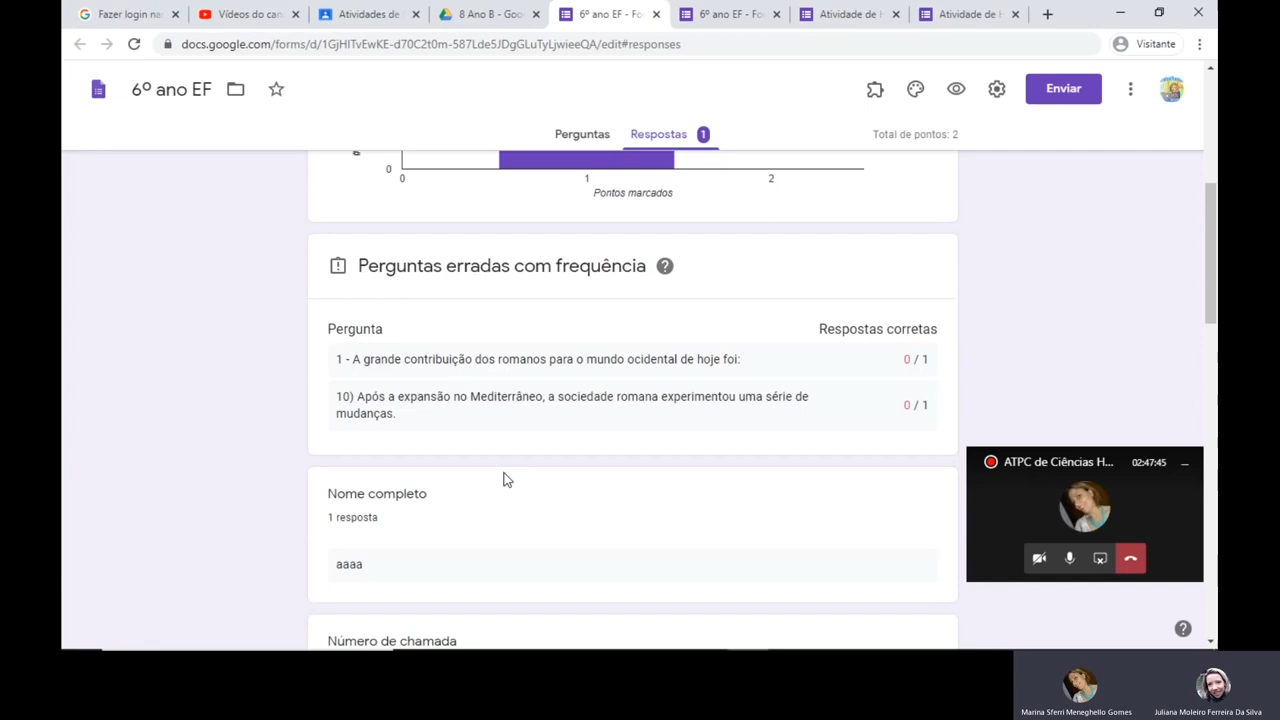 Fazer login na
Vídeos do can
Atividades de
8 Ano B - Goo
6º ano EF - Fo
6º ano EF - For
Atividade de H
Atividade de H
docs.google.com/forms/d/1GjHlTvEwKE-d70C2t0m-587Lde5JDgGLuTyLjwieeQA/edit#responses
Visitante
6º ano EF
Enviar
Perguntas
Respostas 1
Total de pontos: 2
0
0 1 2
Pontos marcados
Perguntas erradas com frequência
Pergunta
Respostas corretas
1 - A grande contribuição dos romanos para o mundo ocidental de hoje foi:
0 / 1
10) Após a expansão no Mediterrâneo, a sociedade romana experimentou uma série de
mudanças.
0 / 1
Nome completo
1 resposta
aaaa
Número de chamada
ATPC de Ciências H...
02:47:45
Marina Sferri Meneghello Gomes
Juliana Moleiro Ferreira Da Silva